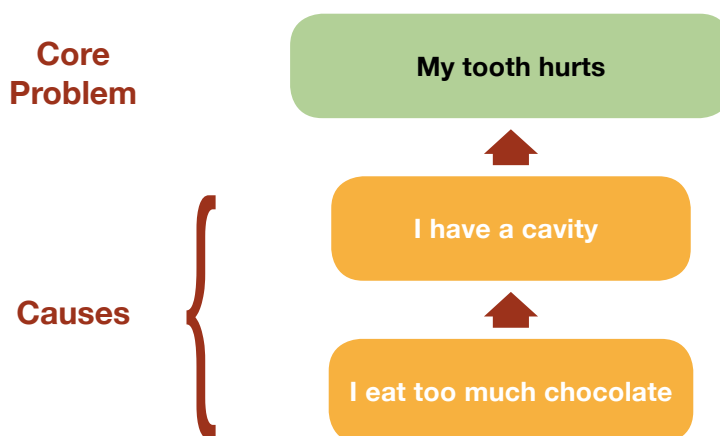 Core
Problem
My tooth hurts
I have a cavity
Causes
I eat too much chocolate